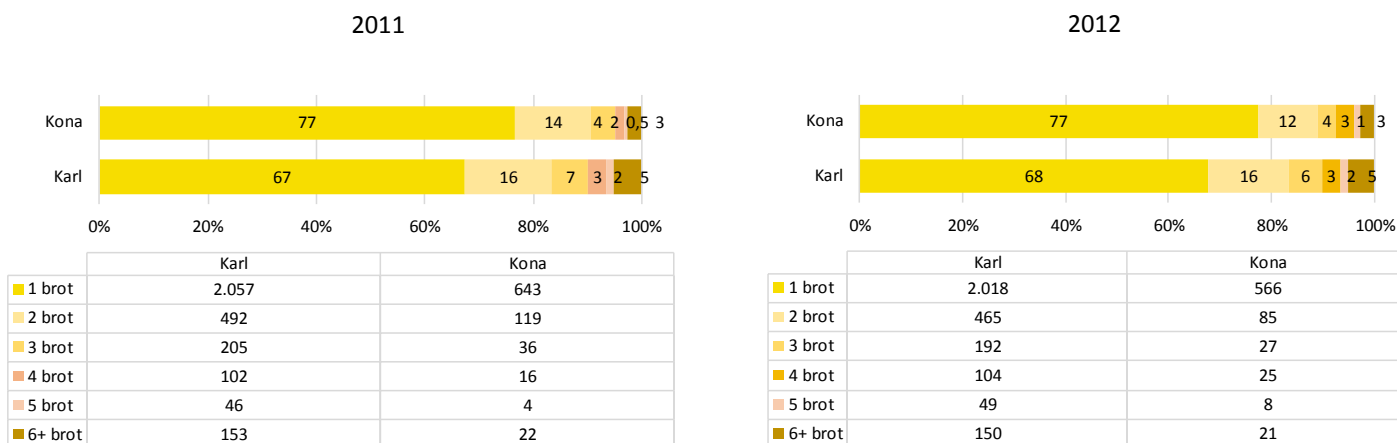 2011
Kona 77 14 4 2 0,5 3
Karl 67 16 7 3 2 5
0% 20% 40% 60% 80% 100%
Karl Kona
1 brot 2.057 643
2 brot 492 119
3 brot 205 36
4 brot 102 16
5 brot 46 4
6+ brot 153 22
2012
Kona 77 12 4 3 1 3
Karl 68 16 6 3 2 5
0% 20% 40% 60% 80% 100%
Karl Kona
1 brot 2.018 566
2 brot 465 85
3 brot 192 27
4 brot 104 25
5 brot 49 8
6+ brot 150 21